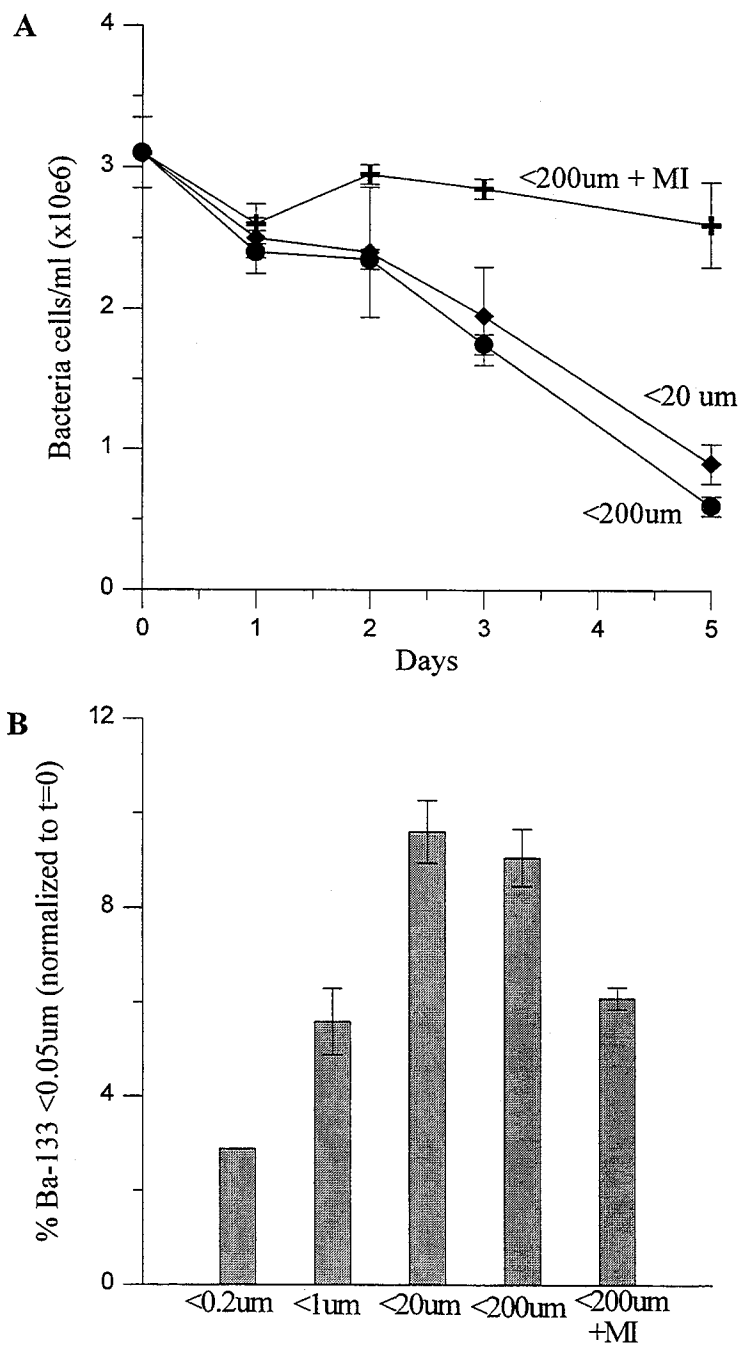 A
4
3
2
1
0
Bacteria cells/ml (x10e6)
<200um + MI
<20 um
<200um
0 1 2 3 4 5
Days
B
12
8
4
0
% Ba-133 <0.05um (normalized to t=0)
<0.2um <1um <20um <200um <200um
+MI